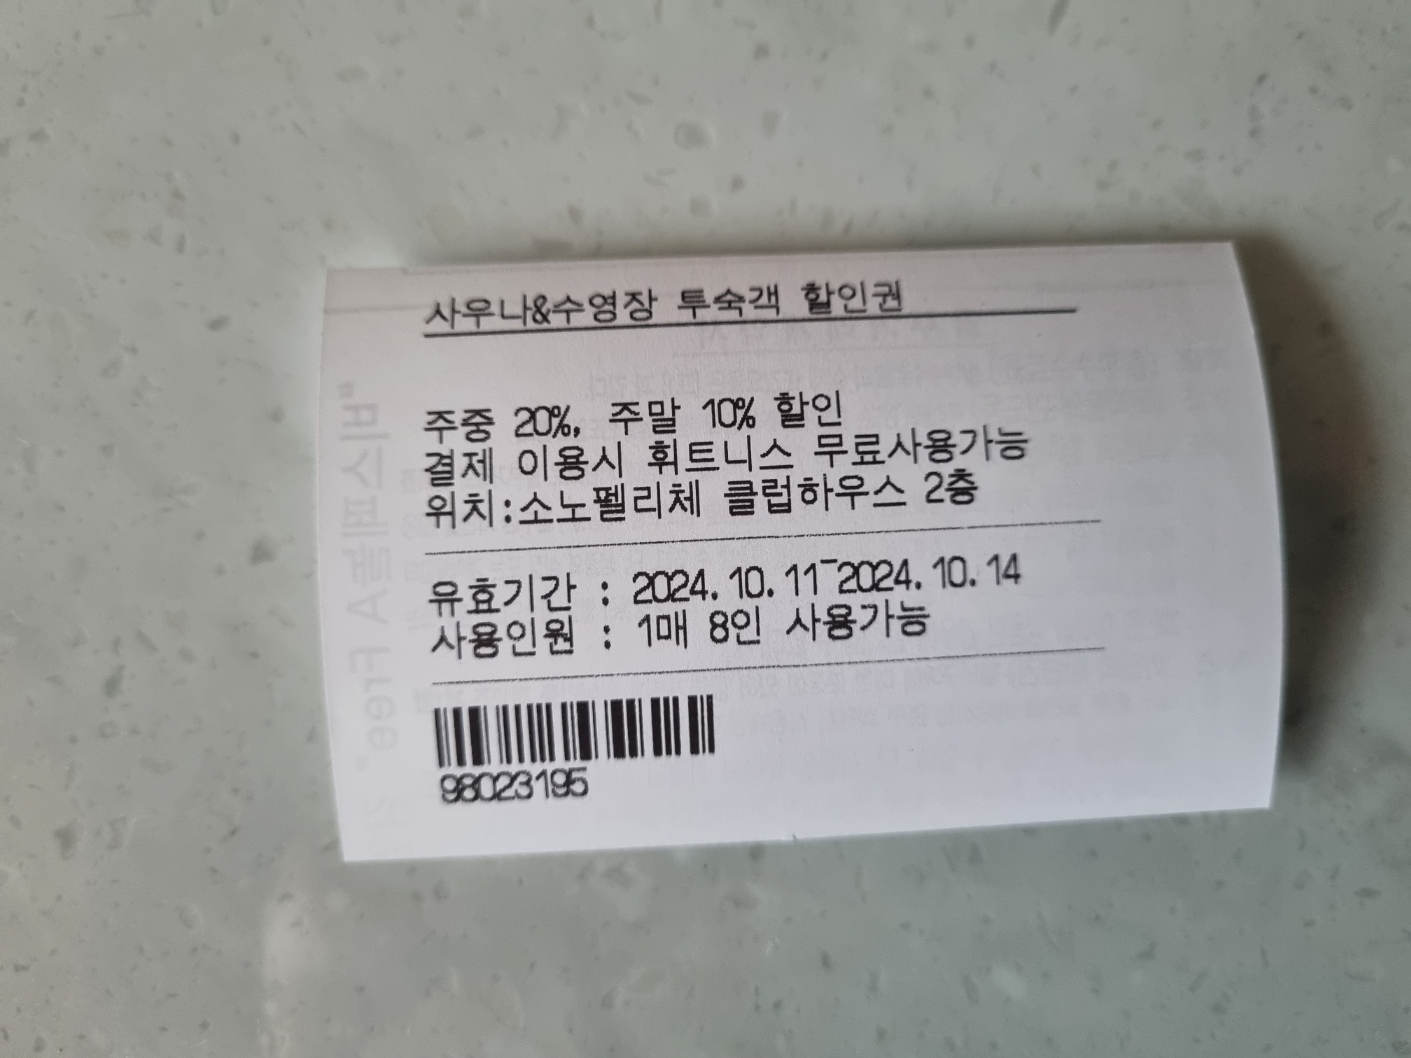 사우나&수영장 투숙객 할인권
주중 20%, 주말 10% 할인
결제 이용시 휘트니스 무료사용가능
위치:소노펠리체 클럽하우스 2층
유효기간 : 2024.10.11~2024.10.14
사용인원 : 1매 8인 사용가능
98023195